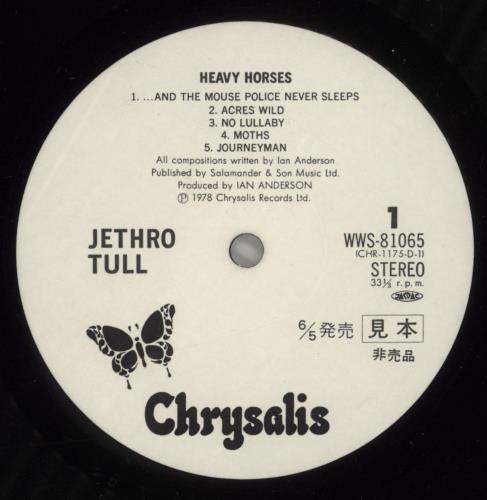 HEAVY HORSES
1. ...AND THE MOUSE POLICE NEVER SLEEPS
2. ACRES WILD
3. NO LULLABY
4. MOTHS
5. JOURNEYMAN
All compositions written by Ian Anderson
Published by Salamander & Son Music Ltd.
Produced by IAN ANDERSON
Ⓟ 1978 Chrysalis Records Ltd.
JETHRO
TULL
1
WWS-81065
(CHR-1175-D-1)
STEREO
33⅓ r.p.m.
JASRAC
6/5発売 見本
非売品
Chrysalis